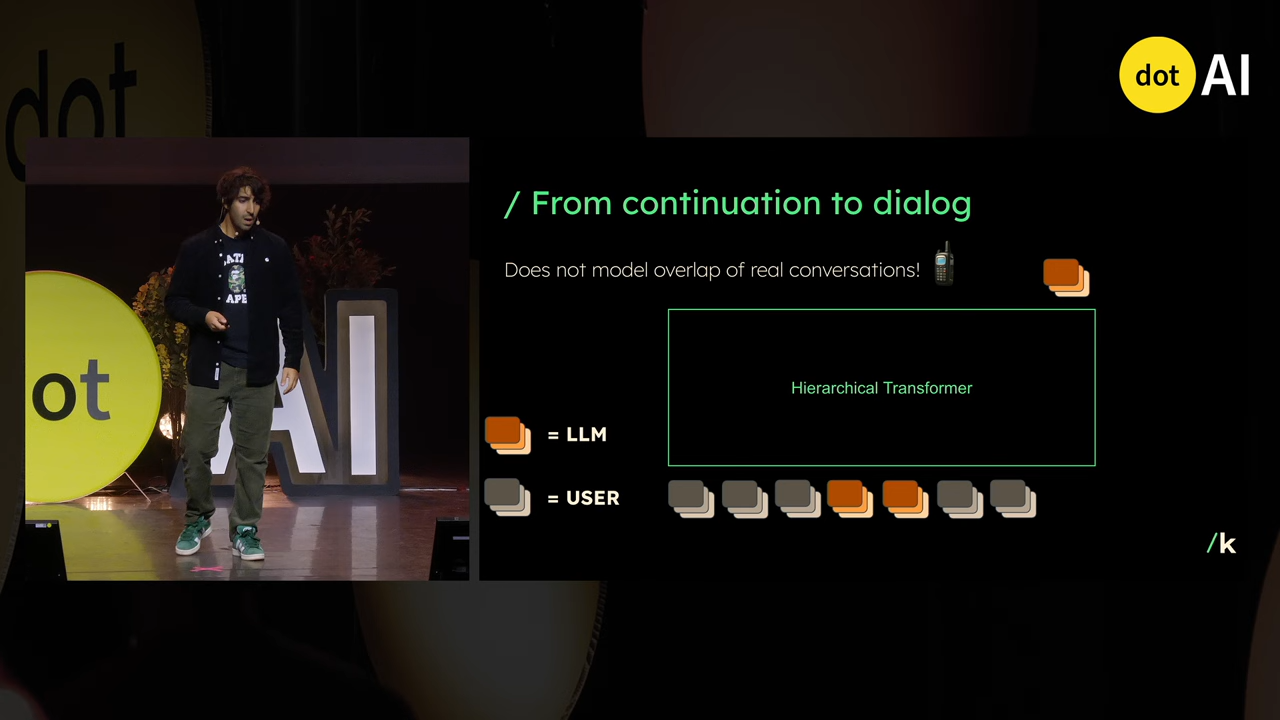 dot
dot AI
ot
AI
/ From continuation to dialog
Does not model overlap of real conversations!
Hierarchical Transformer
= LLM
= USER
/k